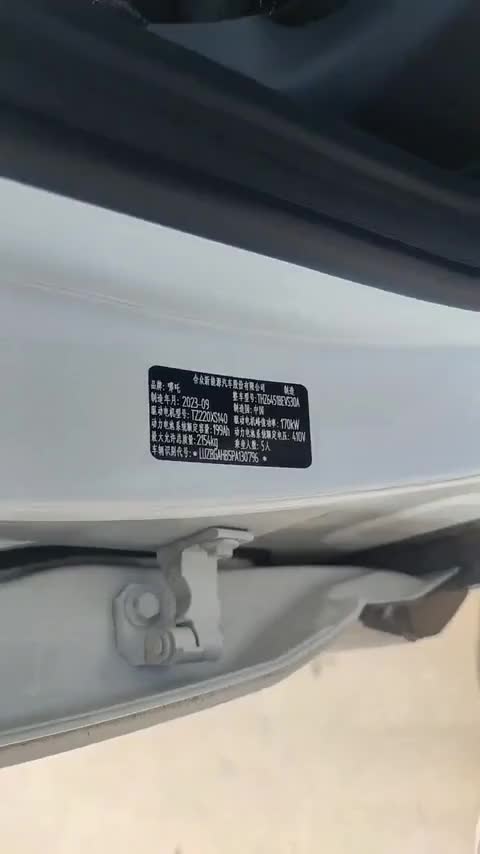 合众新能源汽车股份有限公司 制造
品牌: 哪吒 整车型号: THZ6451BEVS30A
制造年月: 2023-09 制造国: 中国
驱动电机型号: TZ220XS140 驱动电机峰值功率: 170kW
动力电池系统额定容量: 199Ah 动力电池系统额定电压: 410V
最大允许总质量: 2154kg 乘坐人数: 5人
车辆识别代号: * LUZBGAHB5PA130795 *